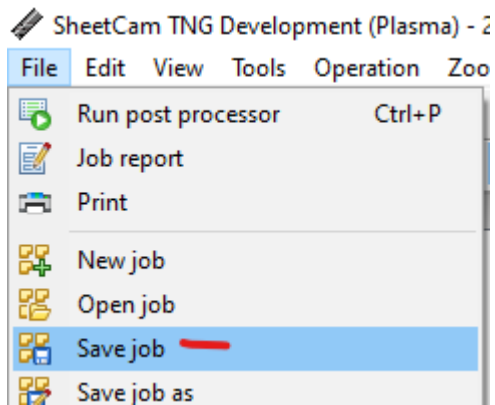 SheetCam TNG Development (Plasma) - 2
File Edit View Tools Operation Zoo
Run post processor Ctrl+P
Job report
Print
New job
Open job
Save job
Save job as